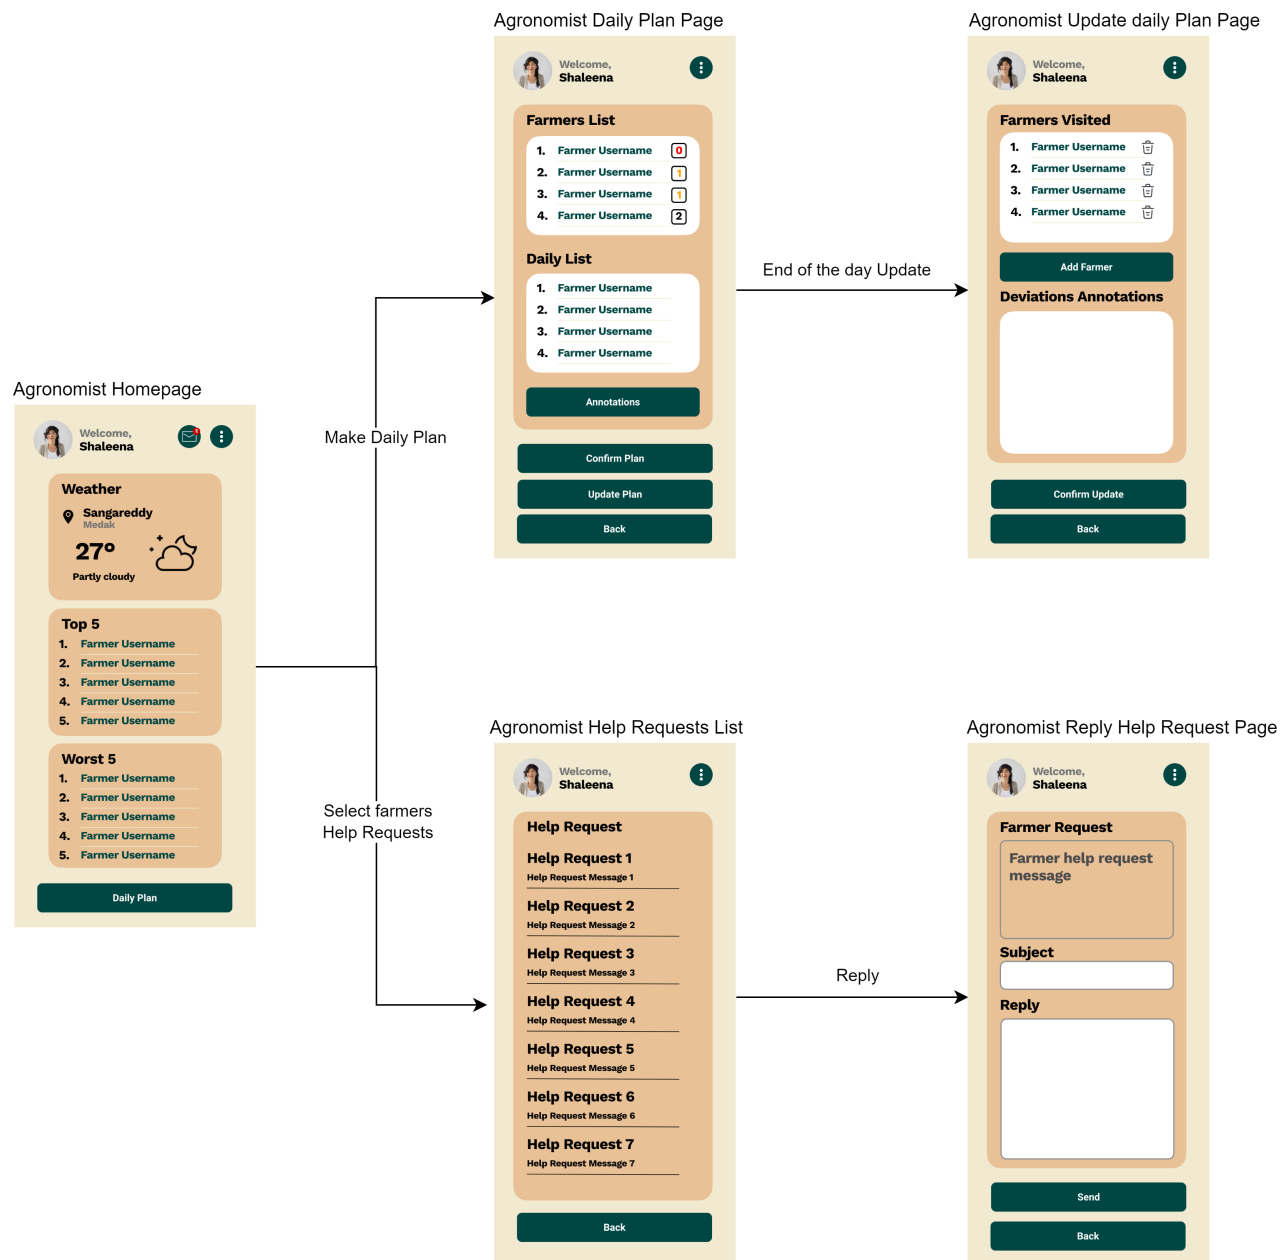 Agronomist Daily Plan Page
Welcome,
Shaleena
Farmers List
1. Farmer Username 0
2. Farmer Username 1
3. Farmer Username 1
4. Farmer Username 2
Daily List
1. Farmer Username
2. Farmer Username
3. Farmer Username
4. Farmer Username
Annotations
Confirm Plan
Update Plan
Back
End of the day Update
Agronomist Update daily Plan Page
Welcome,
Shaleena
Farmers Visited
1. Farmer Username
2. Farmer Username
3. Farmer Username
4. Farmer Username
Add Farmer
Deviations Annotations
Confirm Update
Back
Agronomist Homepage
Welcome,
Shaleena
1
Weather
Sangareddy
Medak
27°
Partly cloudy
Top 5
1. Farmer Username
2. Farmer Username
3. Farmer Username
4. Farmer Username
5. Farmer Username
Worst 5
1. Farmer Username
2. Farmer Username
3. Farmer Username
4. Farmer Username
5. Farmer Username
Daily Plan
Make Daily Plan
Select farmers
Help Requests
Agronomist Help Requests List
Welcome,
Shaleena
Help Request
Help Request 1
Help Request Message 1
Help Request 2
Help Request Message 2
Help Request 3
Help Request Message 3
Help Request 4
Help Request Message 4
Help Request 5
Help Request Message 5
Help Request 6
Help Request Message 6
Help Request 7
Help Request Message 7
Back
Reply
Agronomist Reply Help Request Page
Welcome,
Shaleena
Farmer Request
Farmer help request
message
Subject
Reply
Send
Back